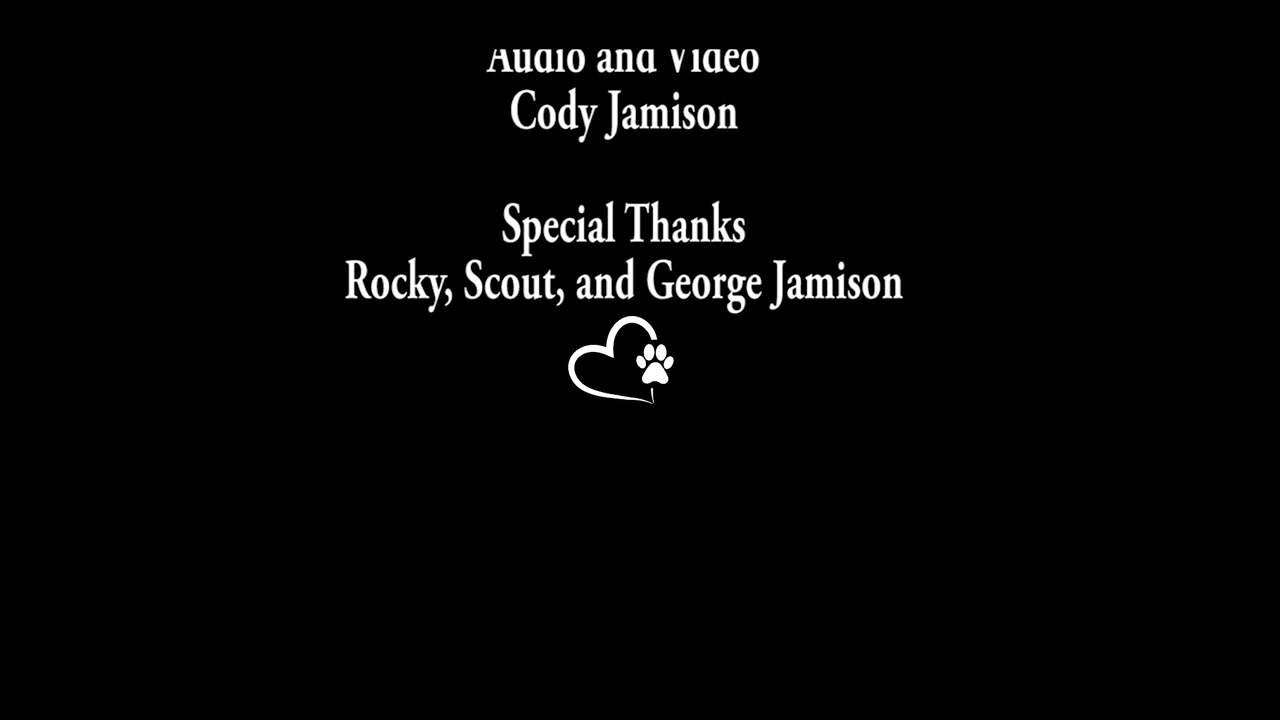 Audio and Video
Cody Jamison
Special Thanks
Rocky, Scout, and George Jamison